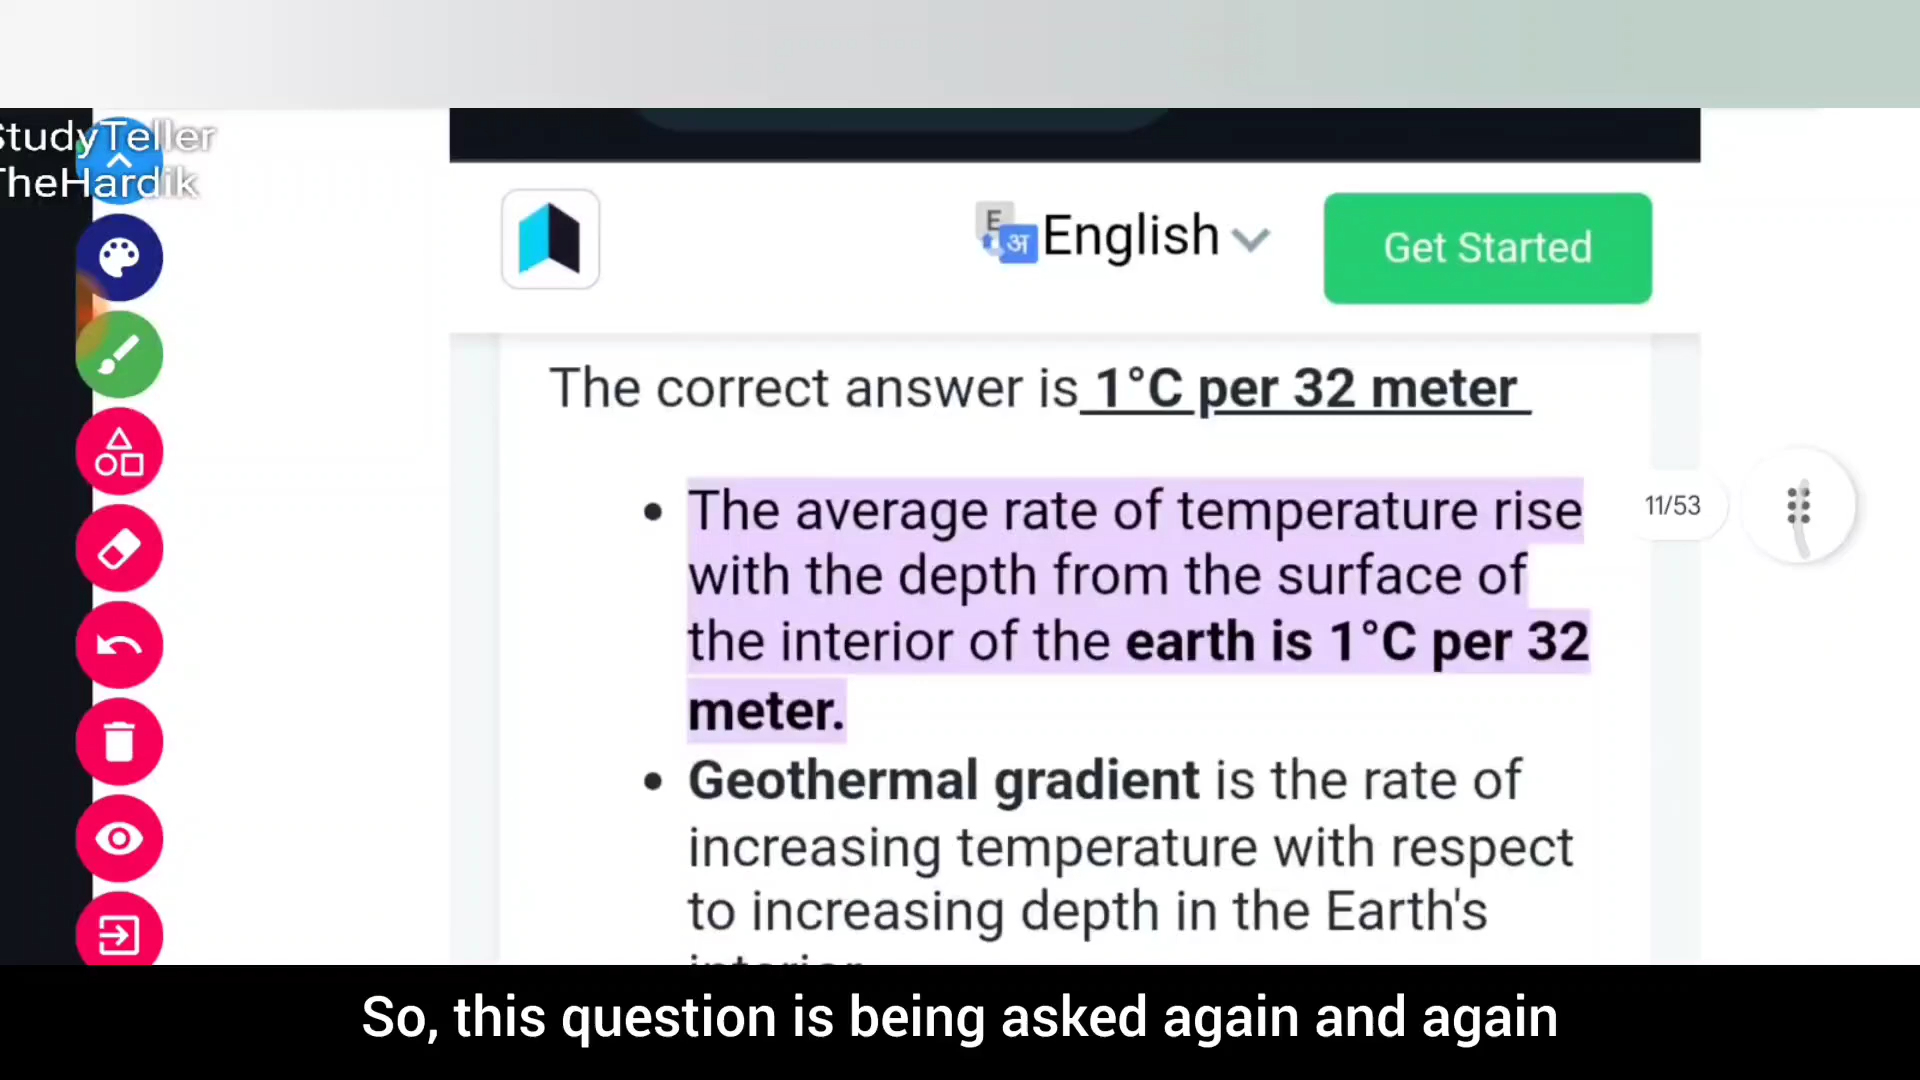 StudyTeller
TheHardik
E अ English
Get Started
The correct answer is 1°C per 32 meter
• The average rate of temperature rise
with the depth from the surface of
the interior of the earth is 1°C per 32
meter.
11/53
• Geothermal gradient is the rate of
increasing temperature with respect
to increasing depth in the Earth's
So, this question is being asked again and again